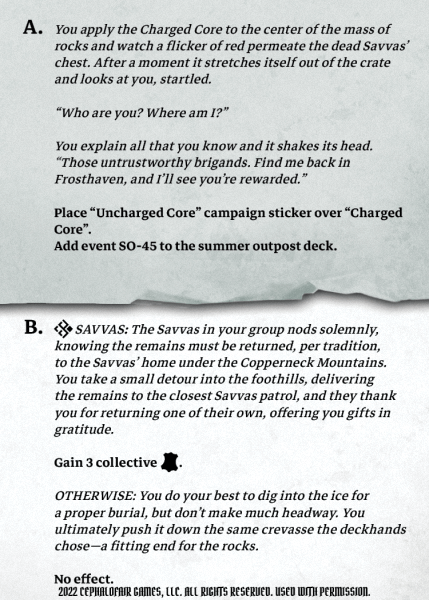 A. You apply the Charged Core to the center of the mass of
rocks and watch a flicker of red permeate the dead Savvas’
chest. After a moment it stretches itself out of the crate
and looks at you, startled.
“Who are you? Where am I?”
You explain all that you know and it shakes its head.
“Those untrustworthy brigands. Find me back in
Frosthaven, and I’ll see you’re rewarded.”
Place “Uncharged Core” campaign sticker over “Charged
Core”.
Add event SO-45 to the summer outpost deck.
B. SAVVAS: The Savvas in your group nods solemnly,
knowing the remains must be returned, per tradition,
to the Savvas’ home under the Copperneck Mountains.
You take a small detour into the foothills, delivering
the remains to the closest Savvas patrol, and they thank
you for returning one of their own, offering you gifts in
gratitude.
Gain 3 collective .
OTHERWISE: You do your best to dig into the ice for
a proper burial, but don’t make much headway. You
ultimately push it down the same crevasse the deckhands
chose—a fitting end for the rocks.
No effect.
2022 CEPHALOFAIR GAMES, LLC. ALL RIGHTS RESERVED. USED WITH PERMISSION.